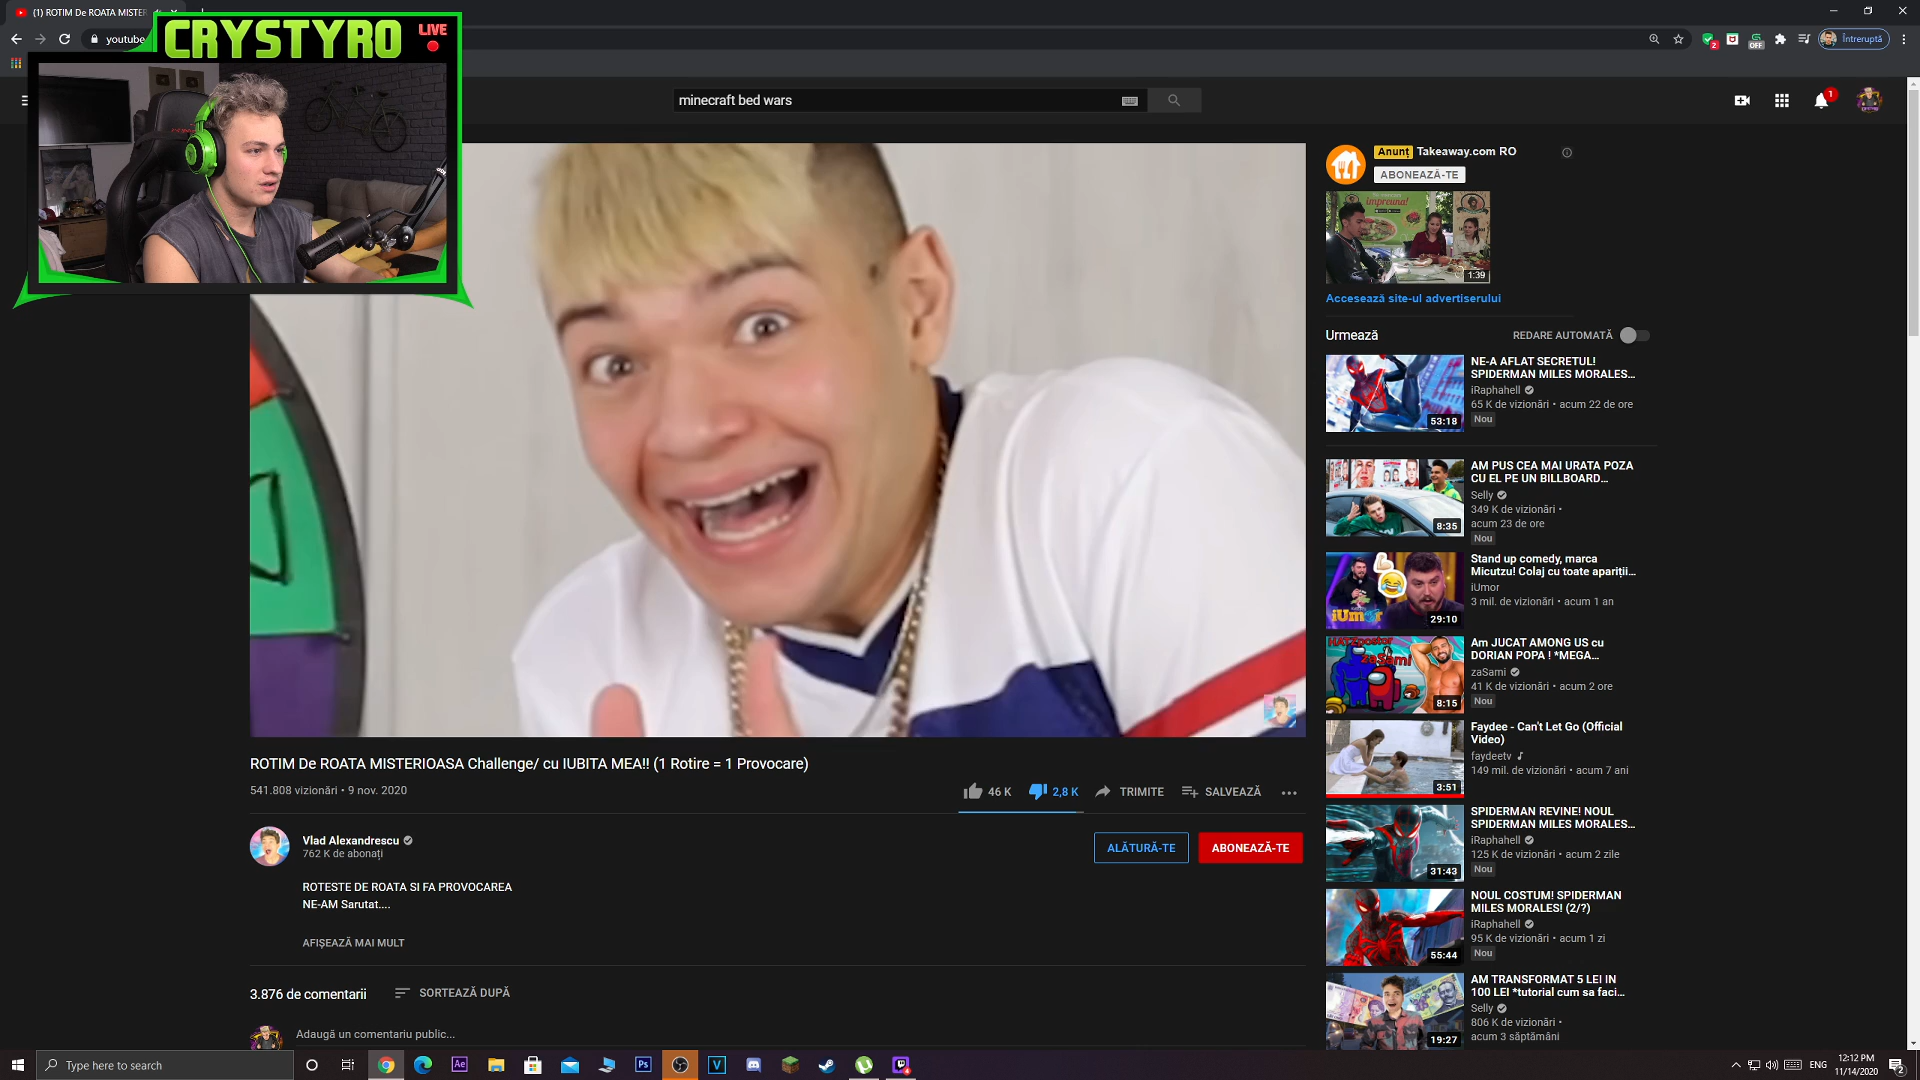 (1) ROTIM De ROATA MISTER
CRYSTYRO
LIVE
youtube
2
OFF
Întreruptă
minecraft bed wars
1
Anunț Takeaway.com RO
ABONEAZĂ-TE
împreuna!
1:39
Accesează site-ul advertiserului
Urmează
REDARE AUTOMATĂ
NE-A AFLAT SECRETUL!
SPIDERMAN MILES MORALES...
iRaphahell
65 K de vizionări • acum 22 de ore
Nou
53:18
AM PUS CEA MAI URATA POZA
CU EL PE UN BILLBOARD...
Selly
349 K de vizionări •
acum 23 de ore
Nou
8:35
Stand up comedy, marca
Micutzu! Colaj cu toate apariții...
iUmor
3 mil. de vizionări • acum 1 an
iUmor
29:10
Am JUCAT AMONG US cu
DORIAN POPA ! *MEGA...
zaSami
41 K de vizionări • acum 2 ore
Nou
zaSami
8:15
Faydee - Can't Let Go (Official
Video)
faydeetv
149 mil. de vizionări • acum 7 ani
3:51
SPIDERMAN REVINE! NOUL
SPIDERMAN MILES MORALES...
iRaphahell
125 K de vizionări • acum 2 zile
Nou
31:43
NOUL COSTUM! SPIDERMAN
MILES MORALES! (2/?)
iRaphahell
95 K de vizionări • acum 1 zi
Nou
55:44
AM TRANSFORMAT 5 LEI IN
100 LEI *tutorial cum sa faci...
Selly
806 K de vizionări •
acum 3 săptămâni
19:27
ROTIM De ROATA MISTERIOASA Challenge/ cu IUBITA MEA!! (1 Rotire = 1 Provocare)
541.808 vizionări • 9 nov. 2020
46 K
2,8 K
TRIMITE
SALVEAZĂ
Vlad Alexandrescu
762 K de abonați
ALĂTURĂ-TE
ABONEAZĂ-TE
ROTESTE DE ROATA SI FA PROVOCAREA
NE-AM Sarutat....
AFIȘEAZĂ MAI MULT
3.876 de comentarii
SORTEAZĂ DUPĂ
Adaugă un comentariu public...
Type here to search
Ae
Ps
V
ENG
12:12 PM
11/14/2020
2